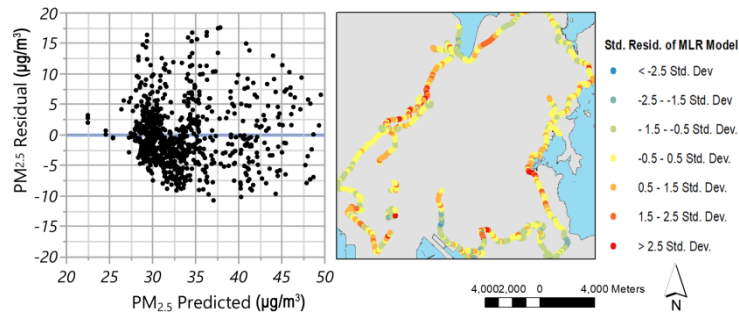 20
15
10
5
0
-5
-10
-15
-20
PM2.5 Residual (µg/m³)
20 25 30 35 40 45 50
PM2.5 Predicted (µg/m³)
Std. Resid. of MLR Model
< -2.5 Std. Dev
-2.5 - -1.5 Std. Dev
- 1.5 - -0.5 Std. Dev
-0.5 - 0.5 Std. Dev.
0.5 - 1.5 Std. Dev.
1.5 - 2.5 Std. Dev.
> 2.5 Std. Dev.
4,0002,000 0 4,000 Meters
N